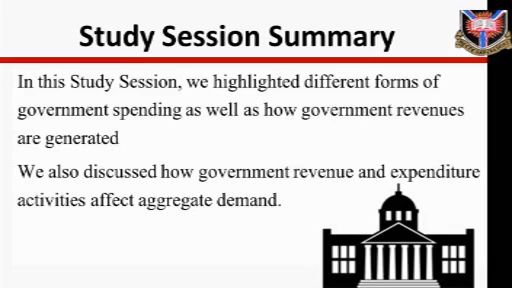 Study Session Summary
In this Study Session, we highlighted different forms of
government spending as well as how government revenues
are generated
We also discussed how government revenue and expenditure
activities affect aggregate demand.